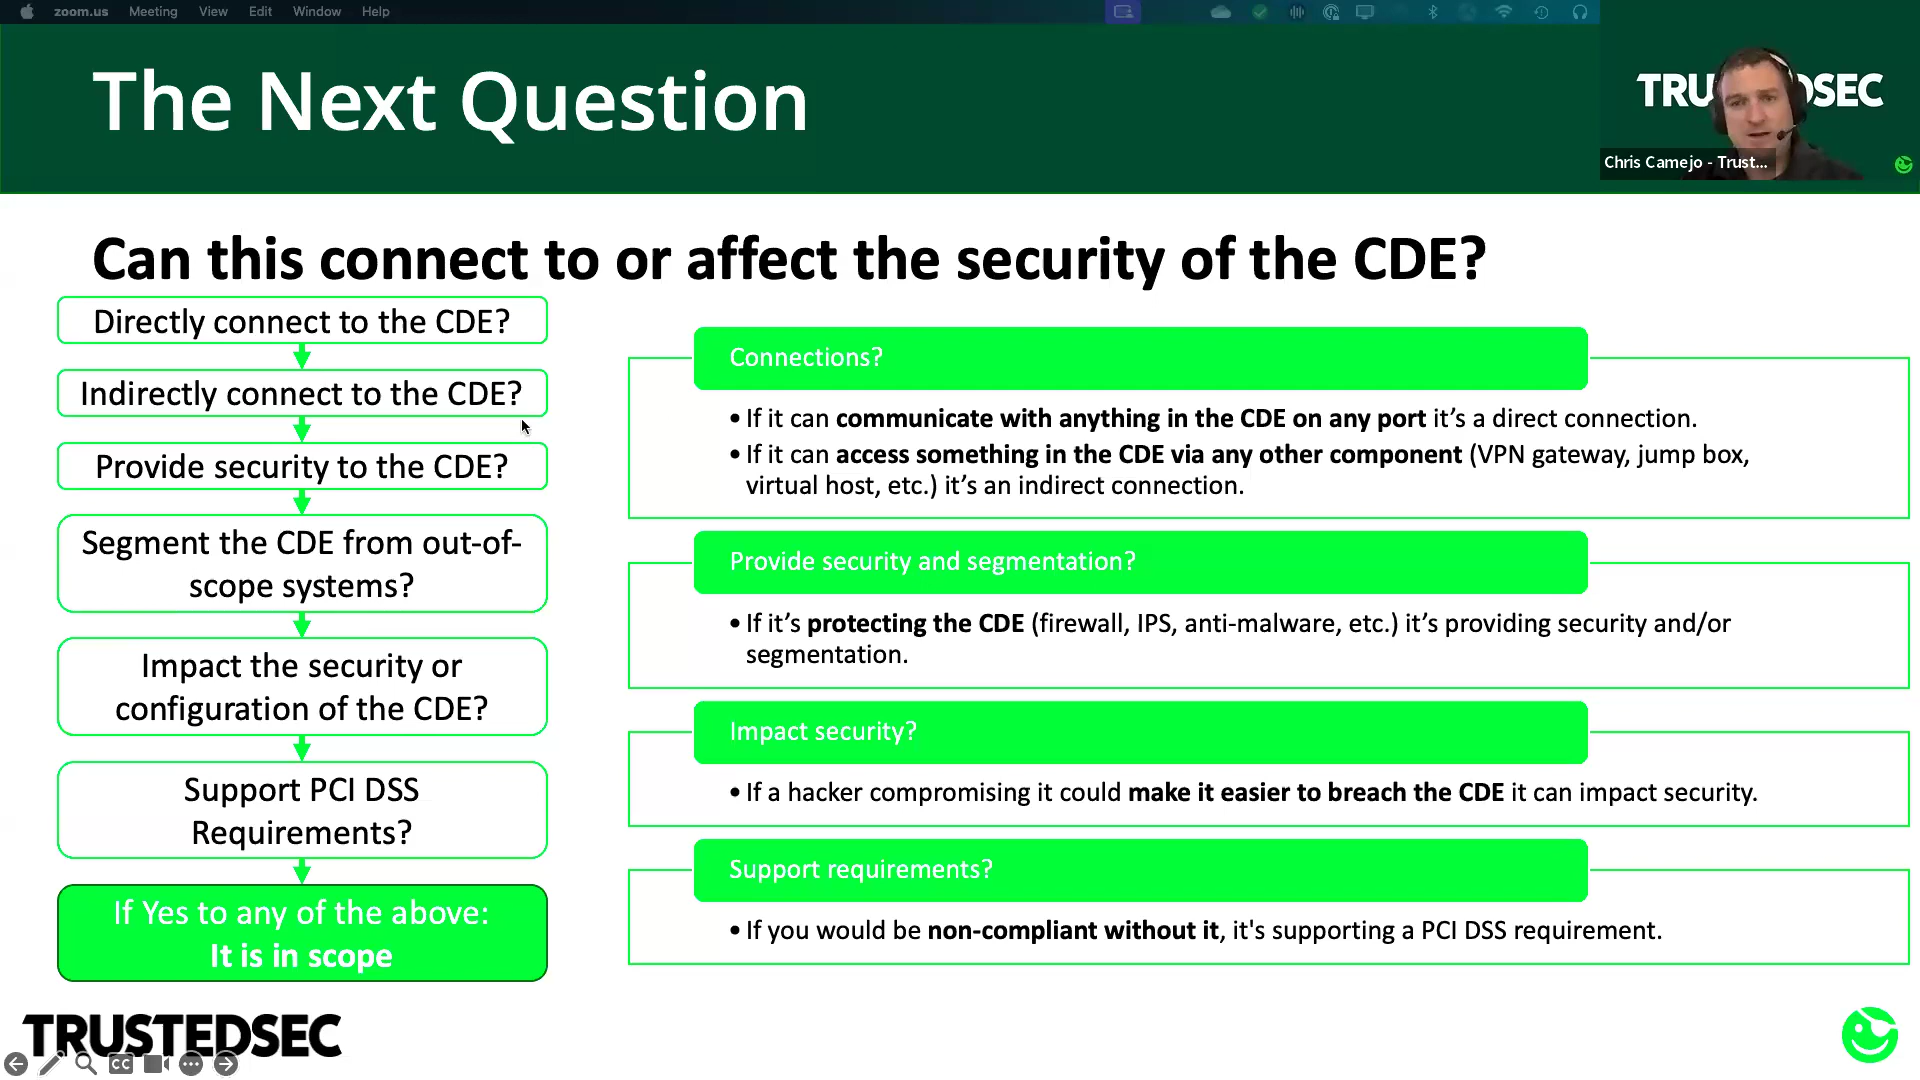 zoom.us Meeting View Edit Window Help
The Next Question
TRUSTEDSEC
Chris Camejo - Trust...
Can this connect to or affect the security of the CDE?
Directly connect to the CDE?
Indirectly connect to the CDE?
Provide security to the CDE?
Segment the CDE from out-of-
scope systems?
Impact the security or
configuration of the CDE?
Support PCI DSS
Requirements?
If Yes to any of the above:
It is in scope
Connections?
• If it can communicate with anything in the CDE on any port it’s a direct connection.
• If it can access something in the CDE via any other component (VPN gateway, jump box,
virtual host, etc.) it’s an indirect connection.
Provide security and segmentation?
• If it’s protecting the CDE (firewall, IPS, anti-malware, etc.) it’s providing security and/or
segmentation.
Impact security?
• If a hacker compromising it could make it easier to breach the CDE it can impact security.
Support requirements?
• If you would be non-compliant without it, it's supporting a PCI DSS requirement.
TRUSTEDSEC
CC